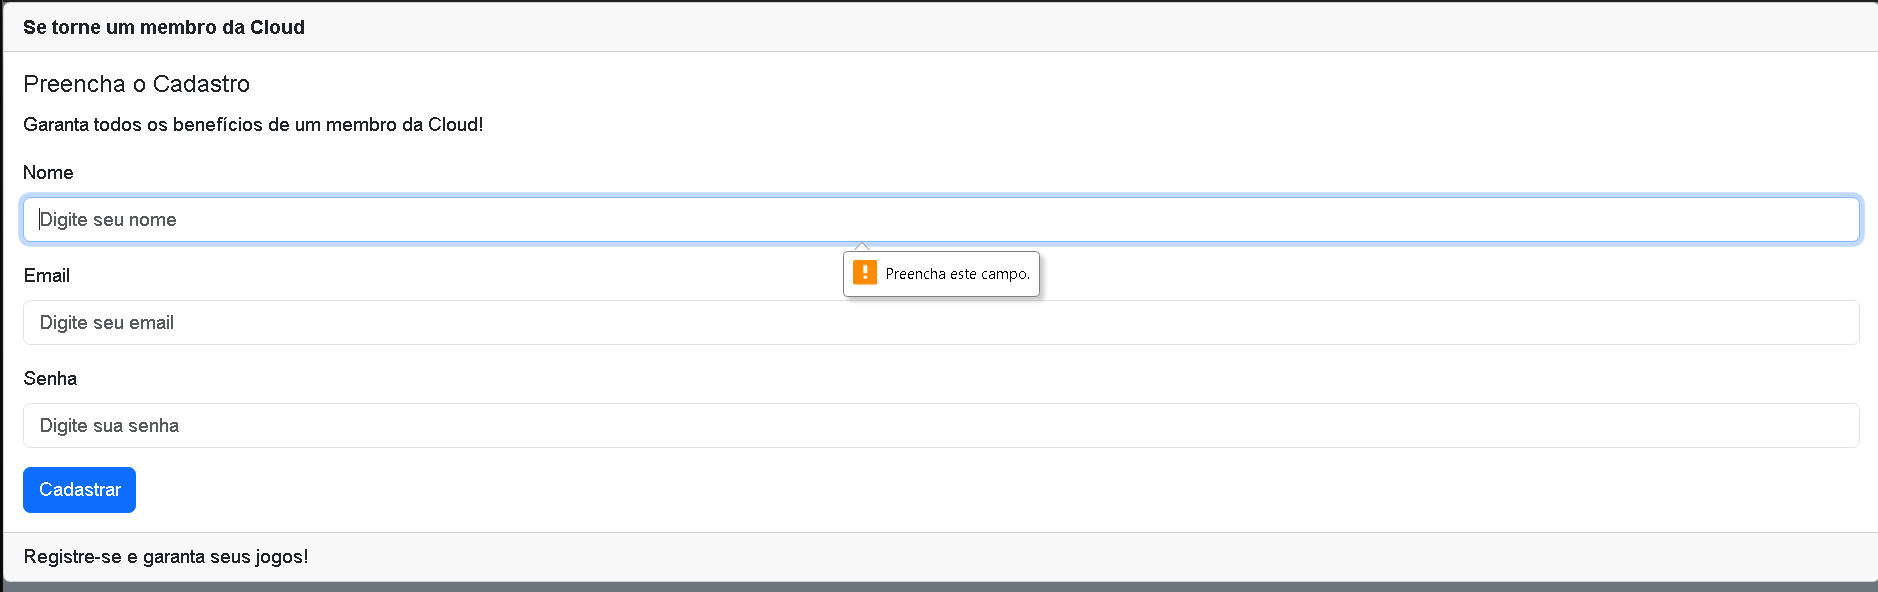 Se torne um membro da Cloud
Preencha o Cadastro
Garanta todos os benefícios de um membro da Cloud!
Nome
Digite seu nome
Preencha este campo.
Email
Digite seu email
Senha
Digite sua senha
Cadastrar
Registre-se e garanta seus jogos!